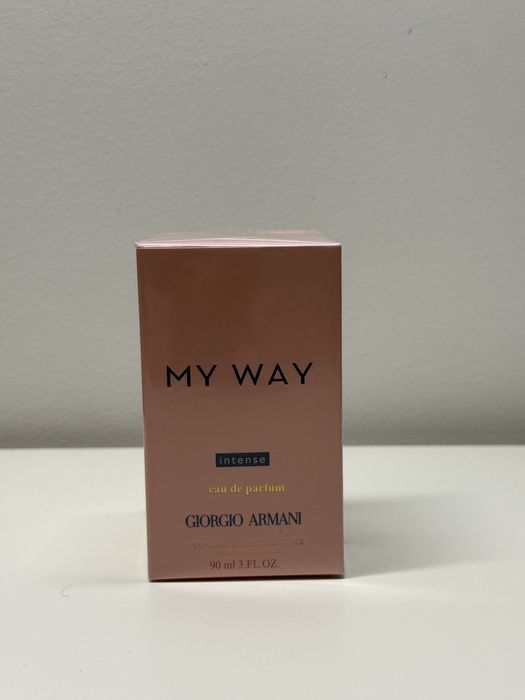 MY WAY
intense
eau de parfum
GIORGIO ARMANI
90 ml 3.FL.OZ.